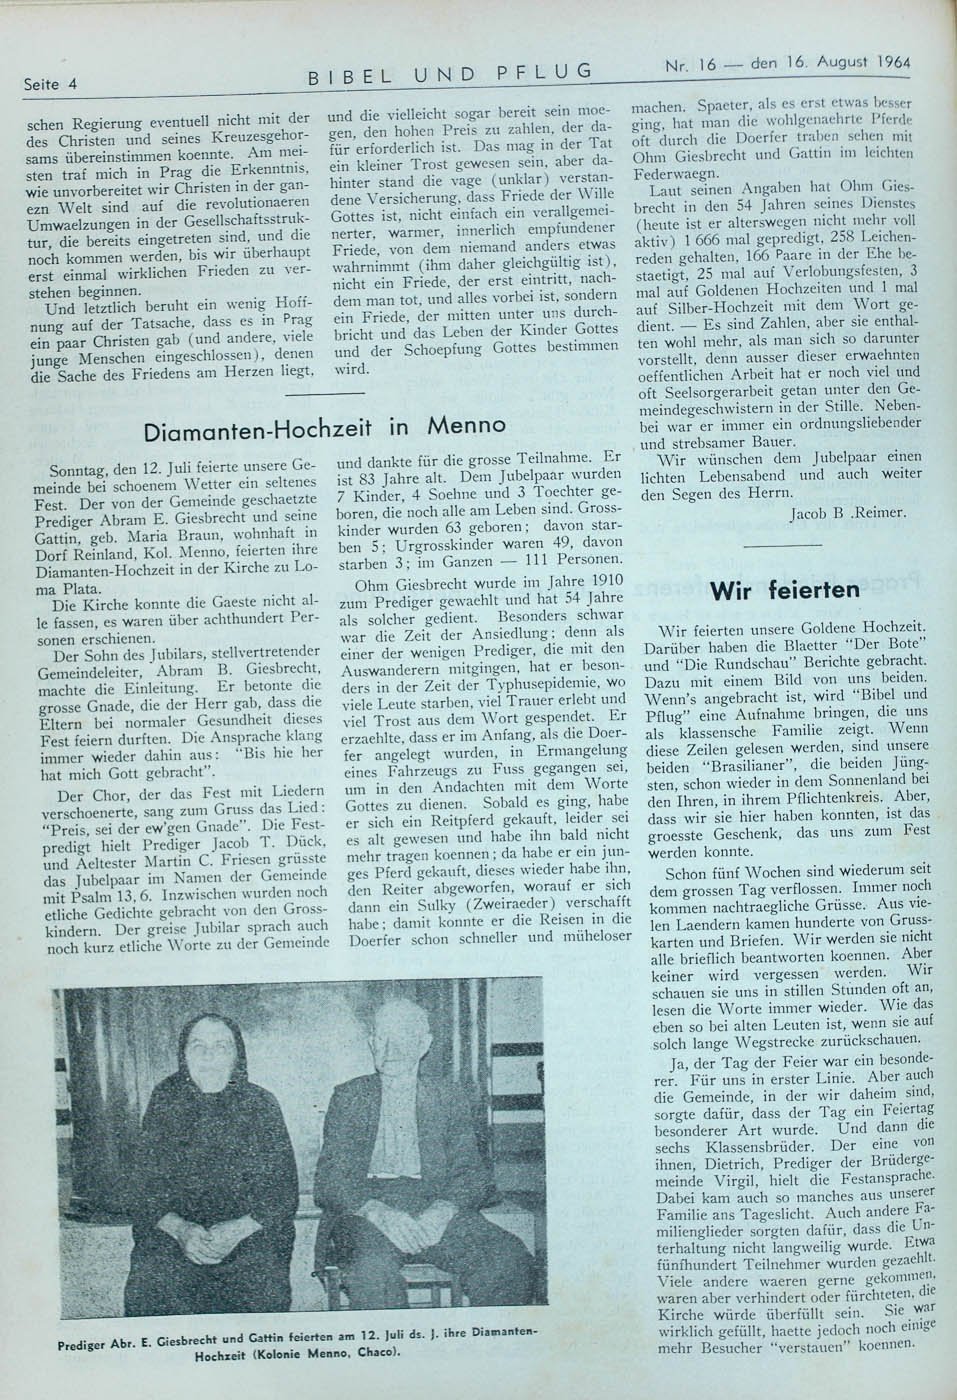 Seite 4
BIBEL UND PFLUG
Nr. 16 — den 16. August 1964
schen Regierung eventuell nicht mit der
des Christen und seines Kreuzesgehor-
sams übereinstimmen koennte. Am mei-
sten traf mich in Prag die Erkenntnis,
wie unvorbereitet wir Christen in der gan-
ezn Welt sind auf die revolutionaeren
Umwaelzungen in der Gesellschaftsstruk-
tur, die bereits eingetreten sind, und die
noch kommen werden, bis wir überhaupt
erst einmal wirklichen Frieden zu ver-
stehen beginnen.
Und letztlich beruht ein wenig Hoff-
nung auf der Tatsache, dass es in Prag
ein paar Christen gab (und andere, viele
junge Menschen eingeschlossen), denen
die Sache des Friedens am Herzen liegt,
und die vielleicht sogar bereit sein moe-
gen, den hohen Preis zu zahlen, der da-
für erforderlich ist. Das mag in der Tat
ein kleiner Trost gewesen sein, aber da-
hinter stand die vage (unklar) verstan-
dene Versicherung, dass Friede der Wille
Gottes ist, nicht einfach ein verallgemei-
nerter, warmer, innerlich empfundener
Friede, von dem niemand anders etwas
wahrnimmt (ihm daher gleichgültig ist),
nicht ein Friede, der erst eintritt, nach-
dem man tot, und alles vorbei ist, sondern
ein Friede, der mitten unter uns durch-
bricht und das Leben der Kinder Gottes
und der Schoepfung Gottes bestimmen
wird.
Diamanten-Hochzeit in Menno
Sonntag, den 12. Juli feierte unsere Ge-
meinde bei schoenem Wetter ein seltenes
Fest. Der von der Gemeinde geschaetzte
Prediger Abram E. Giesbrecht und seine
Gattin, geb. Maria Braun, wohnhaft in
Dorf Reinland, Kol. Menno, feierten ihre
Diamanten-Hochzeit in der Kirche zu Lo-
ma Plata.
Die Kirche konnte die Gaeste nicht al-
le fassen, es waren über achthundert Per-
sonen erschienen.
Der Sohn des Jubilars, stellvertretender
Gemeindeleiter, Abram B. Giesbrecht,
machte die Einleitung. Er betonte die
grosse Gnade, die der Herr gab, dass die
Eltern bei normaler Gesundheit dieses
Fest feiern durften. Die Ansprache klang
immer wieder dahin aus: "Bis hie her
hat mich Gott gebracht".
Der Chor, der das Fest mit Liedern
verschoenerte, sang zum Gruss das Lied:
"Preis, sei der ew'gen Gnade". Die Fest-
predigt hielt Prediger Jacob T. Dück,
und Aeltester Martin C. Friesen grüsste
das Jubelpaar im Namen der Gemeinde
mit Psalm 13, 6. Inzwischen wurden noch
etliche Gedichte gebracht von den Gross-
kindern. Der greise Jubilar sprach auch
noch kurz etliche Worte zu der Gemeinde
und dankte für die grosse Teilnahme. Er
ist 83 Jahre alt. Dem Jubelpaar wurden
7 Kinder, 4 Soehne und 3 Toechter ge-
boren, die noch alle am Leben sind. Gross-
kinder wurden 63 geboren; davon star-
ben 5; Urgrosskinder waren 49, davon
starben 3; im Ganzen — 111 Personen.
Ohm Giesbrecht wurde im Jahre 1910
zum Prediger gewaehlt und hat 54 Jahre
als solcher gedient. Besonders schwar
war die Zeit der Ansiedlung; denn als
einer der wenigen Prediger, die mit den
Auswanderern mitgingen, hat er beson-
ders in der Zeit der Typhusepidemie, wo
viele Leute starben, viel Trauer erlebt und
viel Trost aus dem Wort gespendet. Er
erzaehlte, dass er im Anfang, als die Doer-
fer angelegt wurden, in Ermangelung
eines Fahrzeugs zu Fuss gegangen sei,
um in den Andachten mit dem Worte
Gottes zu dienen. Sobald es ging, habe
er sich ein Reitpferd gekauft, leider sei
es alt gewesen und habe ihn bald nicht
mehr tragen koennen; da habe er ein jun-
ges Pferd gekauft, dieses wieder habe ihn,
den Reiter abgeworfen, worauf er sich
dann ein Sulky (Zweiraeder) verschafft
habe; damit konnte er die Reisen in die
Doerfer schon schneller und müheloser
machen. Spaeter, als es erst etwas besser
ging, hat man die wohlgenaehrte Pferde
oft durch die Doerfer traben sehen mit
Ohm Giesbrecht und Gattin im leichten
Federwaegn.
Laut seinen Angaben hat Ohm Gies-
brecht in den 54 Jahren seines Dienstes
(heute ist er alterswegen nicht mehr voll
aktiv) 1 666 mal gepredigt, 258 Leichen-
reden gehalten, 166 Paare in der Ehe be-
staetigt, 25 mal auf Verlobungsfesten, 3
mal auf Goldenen Hochzeiten und 1 mal
auf Silber-Hochzeit mit dem Wort ge-
dient. — Es sind Zahlen, aber sie enthal-
ten wohl mehr, als man sich so darunter
vorstellt, denn ausser dieser erwaehnten
oeffentlichen Arbeit hat er noch viel und
oft Seelsorgerarbeit getan unter den Ge-
meindegeschwistern in der Stille. Neben-
bei war er immer ein ordnungsliebender
und strebsamer Bauer.
Wir wünschen dem Jubelpaar einen
lichten Lebensabend und auch weiter
den Segen des Herrn.
Jacob B .Reimer.
Wir feierten
Wir feierten unsere Goldene Hochzeit.
Darüber haben die Blaetter "Der Bote"
und "Die Rundschau" Berichte gebracht.
Dazu mit einem Bild von uns beiden.
Wenn's angebracht ist, wird "Bibel und
Pflug" eine Aufnahme bringen, die uns
als klassensche Familie zeigt. Wenn
diese Zeilen gelesen werden, sind unsere
beiden "Brasilianer", die beiden Jüng-
sten, schon wieder in dem Sonnenland bei
den Ihren, in ihrem Pflichtenkreis. Aber,
dass wir sie hier haben konnten, ist das
groesste Geschenk, das uns zum Fest
werden konnte.
Schon fünf Wochen sind wiederum seit
dem grossen Tag verflossen. Immer noch
kommen nachtraegliche Grüsse. Aus vie-
len Laendern kamen hunderte von Gruss-
karten und Briefen. Wir werden sie nicht
alle brieflich beantworten koennen. Aber
keiner wird vergessen werden. Wir
schauen sie uns in stillen Stunden oft an,
lesen die Worte immer wieder. Wie das
eben so bei alten Leuten ist, wenn sie auf
solch lange Wegstrecke zurückschauen.
Ja, der Tag der Feier war ein besonde-
rer. Für uns in erster Linie. Aber auch
die Gemeinde, in der wir daheim sind,
sorgte dafür, dass der Tag ein Feiertag
besonderer Art wurde. Und dann die
sechs Klassensbrüder. Der eine von
ihnen, Dietrich, Prediger der Brüderge-
meinde Virgil, hielt die Festansprache.
Dabei kam auch so manches aus unserer
Familie ans Tageslicht. Auch andere Fa-
milienglieder sorgten dafür, dass die Un-
terhaltung nicht langweilig wurde. Etwa
fünfhundert Teilnehmer wurden gezaehlt.
Viele andere waeren gerne gekommen,
waren aber verhindert oder fürchteten, die
Kirche würde überfüllt sein. Sie war
wirklich gefüllt, haette jedoch noch einige
mehr Besucher "verstauen" koennen.
Prediger Abr. E. Giesbrecht und Gattin feierten am 12. Juli ds. J. ihre Diamanten-
Hochzeit (Kolonie Menno, Chaco).